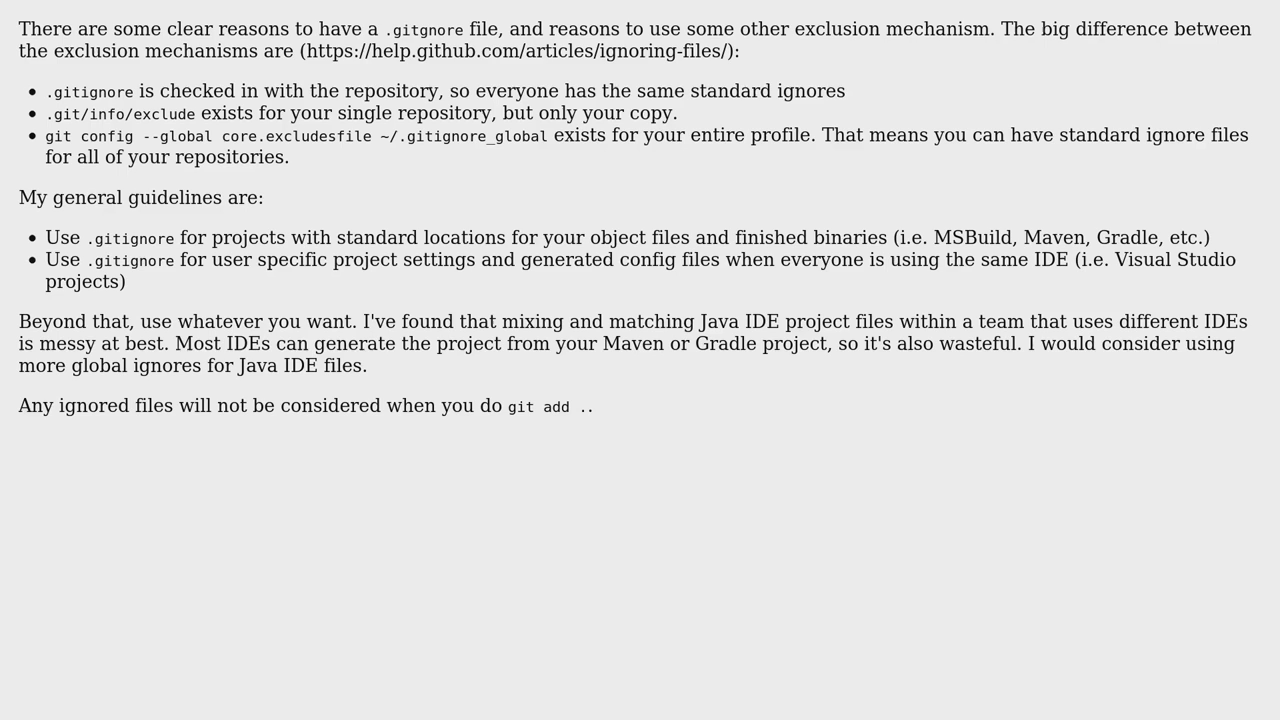 There are some clear reasons to have a .gitgnore file, and reasons to use some other exclusion mechanism. The big difference between
the exclusion mechanisms are (https://help.github.com/articles/ignoring-files/):
• .gitignore is checked in with the repository, so everyone has the same standard ignores
• .git/info/exclude exists for your single repository, but only your copy.
• git config --global core.excludesfile ~/.gitignore_global exists for your entire profile. That means you can have standard ignore files
for all of your repositories.
My general guidelines are:
• Use .gitignore for projects with standard locations for your object files and finished binaries (i.e. MSBuild, Maven, Gradle, etc.)
• Use .gitignore for user specific project settings and generated config files when everyone is using the same IDE (i.e. Visual Studio
projects)
Beyond that, use whatever you want. I've found that mixing and matching Java IDE project files within a team that uses different IDEs
is messy at best. Most IDEs can generate the project from your Maven or Gradle project, so it's also wasteful. I would consider using
more global ignores for Java IDE files.
Any ignored files will not be considered when you do git add ..